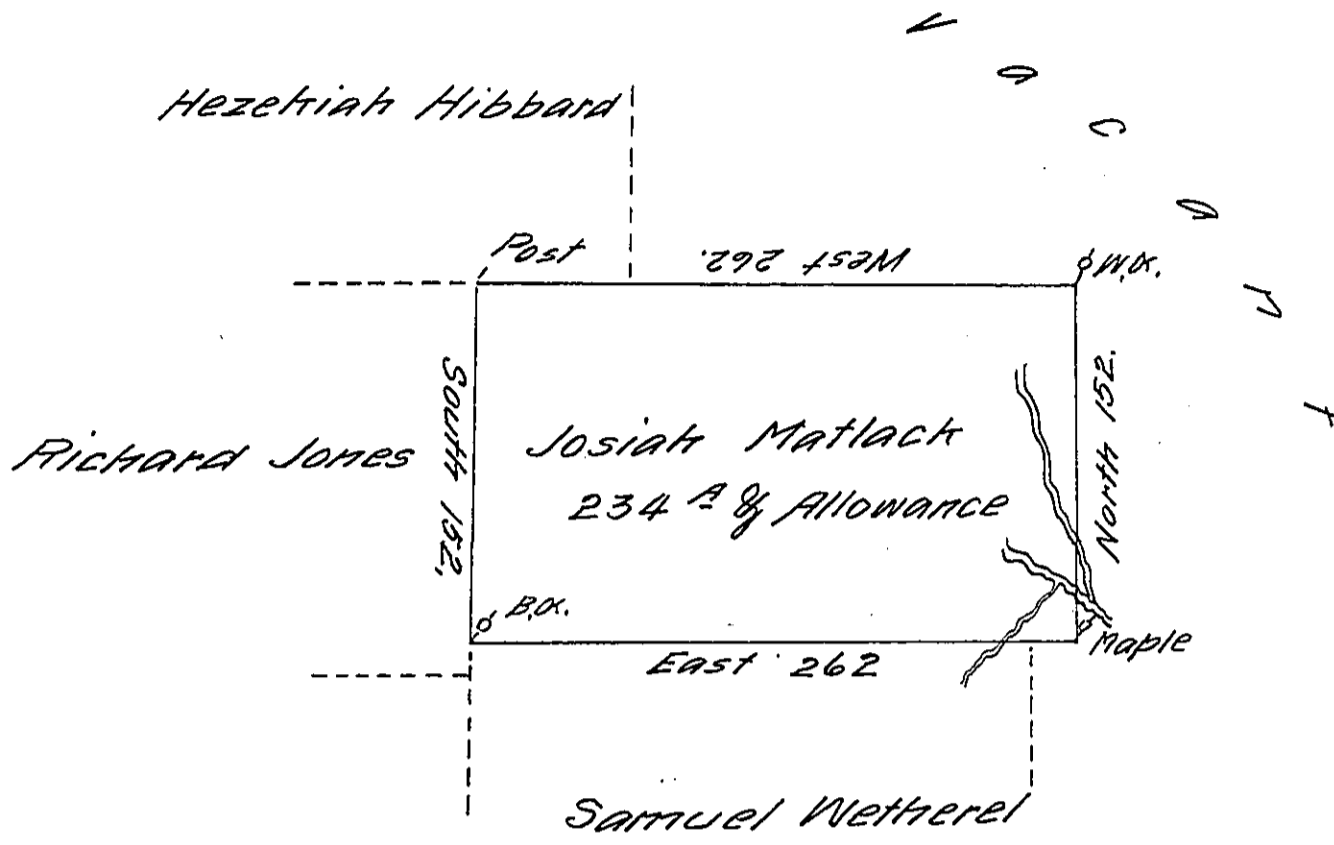 Vacant
Hezekiah Hibbard
Post
West 262.
W.O.
South 152.
North 152.
Richard Jones
Josiah Matlack
234 A & Allowance
B.O.
Maple
East 262
Samuel Wetherel